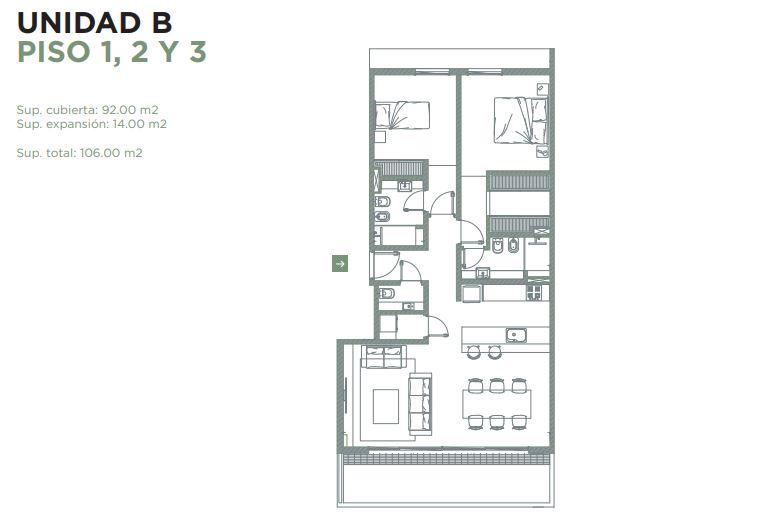 UNIDAD B
PISO 1, 2 Y 3
Sup. cubierta: 92.00 m2
Sup. expansión: 14.00 m2
Sup. total: 106.00 m2